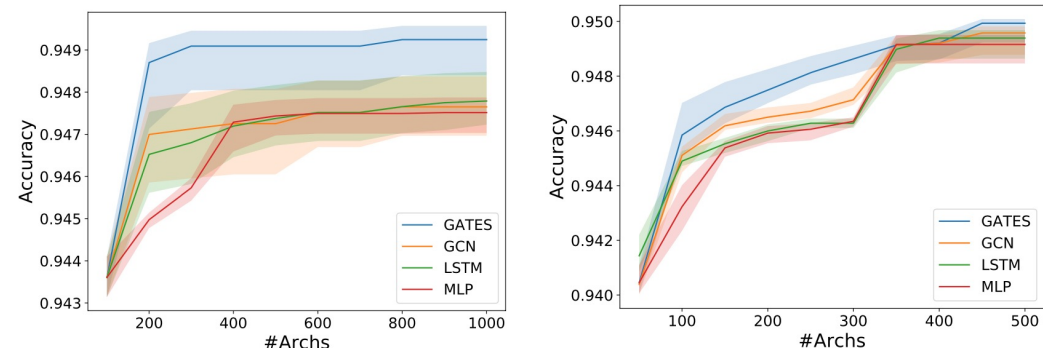 0.949
0.948
0.947
0.946
0.945
0.944
0.943
Accuracy
200
400
600
800
1000
#Archs
GATES
GCN
LSTM
MLP
0.950
0.948
0.946
0.944
0.942
0.940
Accuracy
100
200
300
400
500
#Archs
GATES
GCN
LSTM
MLP